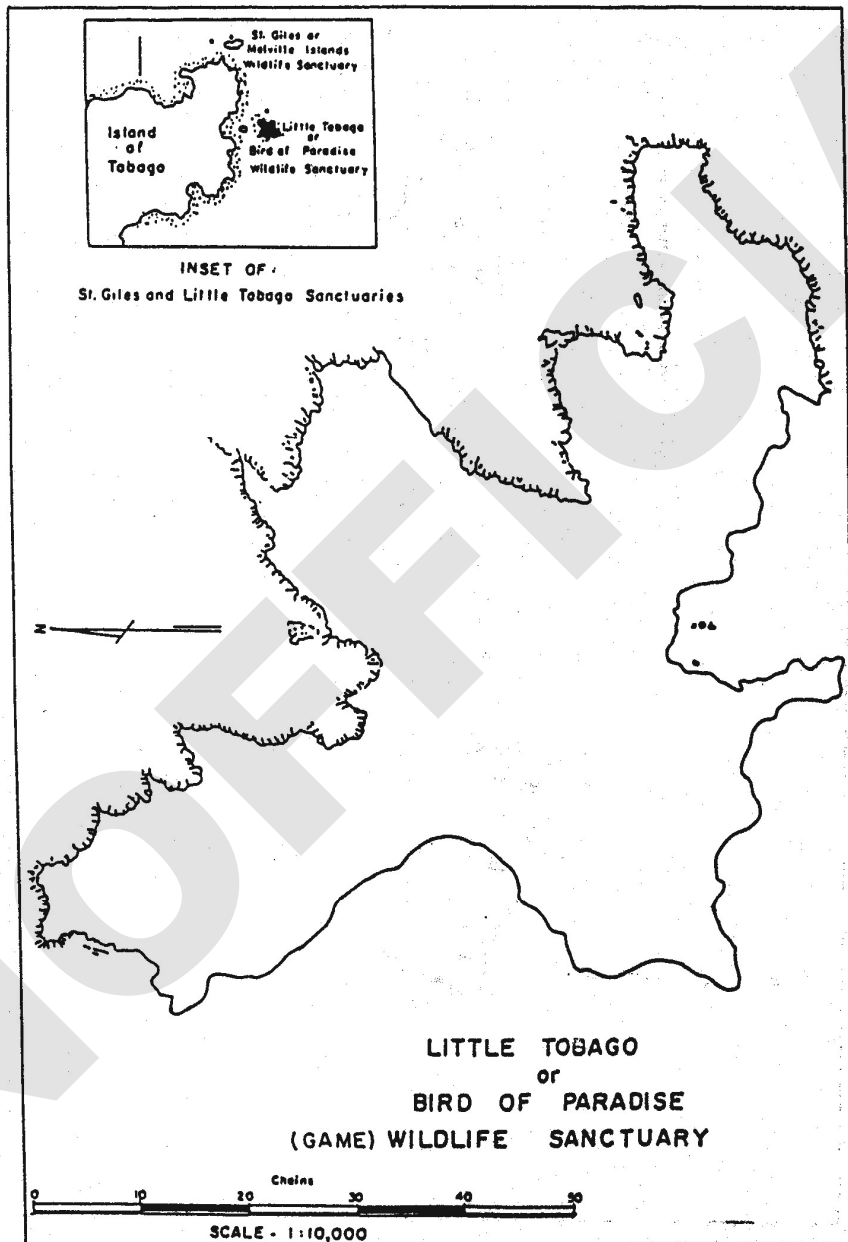 St. Giles or
Melville Islands
Wildlife Sanctuary
Island
of
Tobago
Little Tobago
or
Bird of Paradise
Wildlife Sanctuary
INSET OF:
St. Giles and Little Tobago Sanctuaries
N
LITTLE TOBAGO
or
BIRD OF PARADISE
(GAME) WILDLIFE SANCTUARY
Chains
0 10 20 30 40 50
SCALE - 1:10,000
NOFFICIA